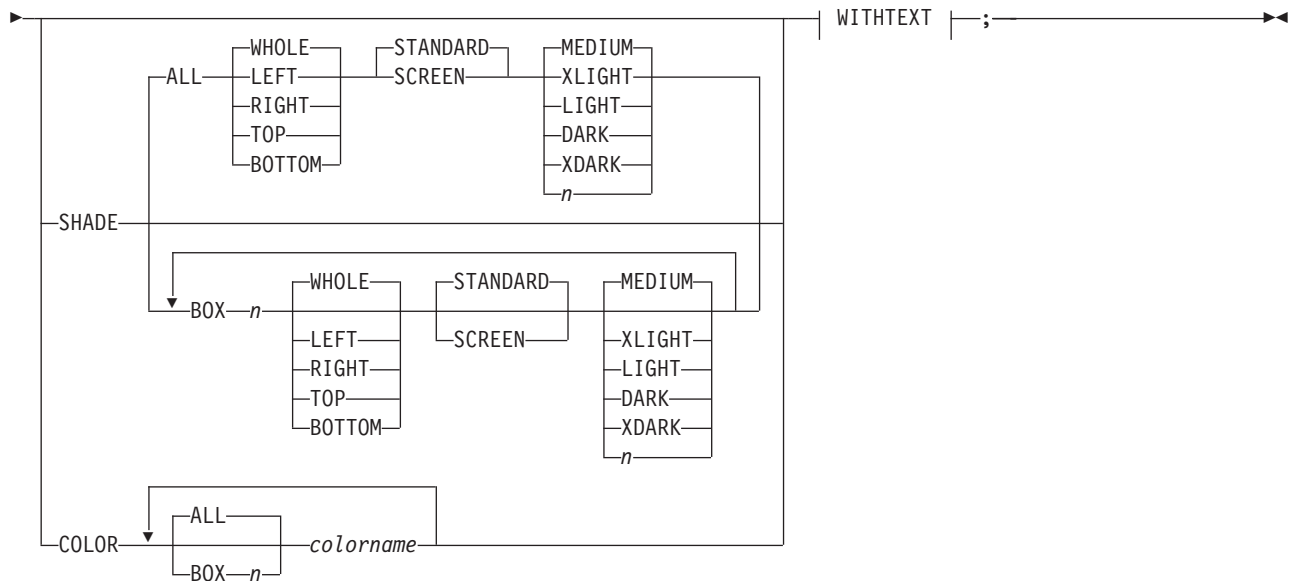 WITHTEXT ;
WHOLE STANDARD MEDIUM
ALL LEFT SCREEN XLIGHT
RIGHT LIGHT
TOP DARK
BOTTOM XDARK
n
SHADE
WHOLE STANDARD MEDIUM
BOX n
LEFT SCREEN XLIGHT
RIGHT LIGHT
TOP DARK
BOTTOM XDARK
n
ALL
COLOR colorname
BOX n